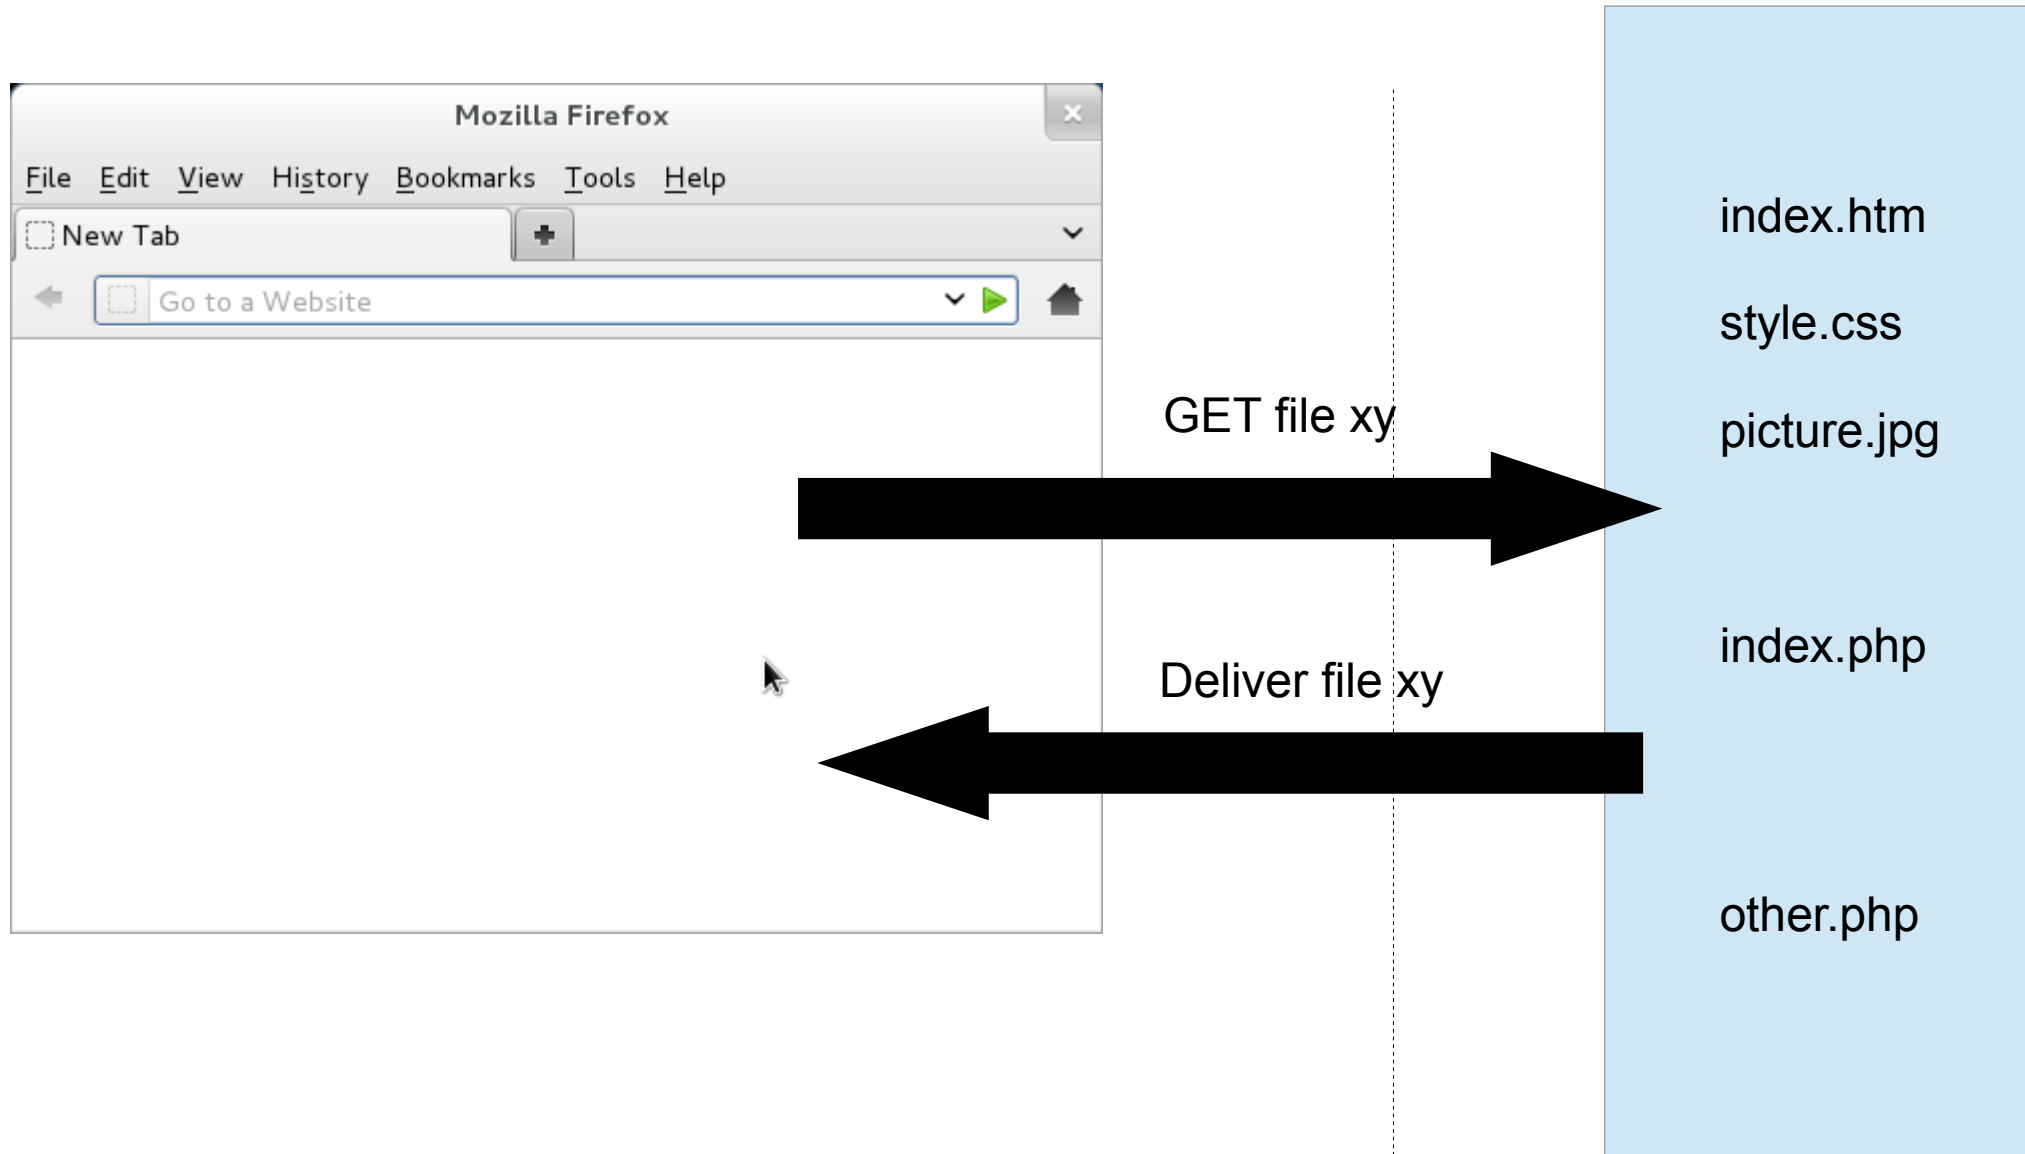 Mozilla Firefox
File Edit View History Bookmarks Tools Help
New Tab
Go to a Website
GET file xy
Deliver file xy
index.htm
style.css
picture.jpg
index.php
other.php